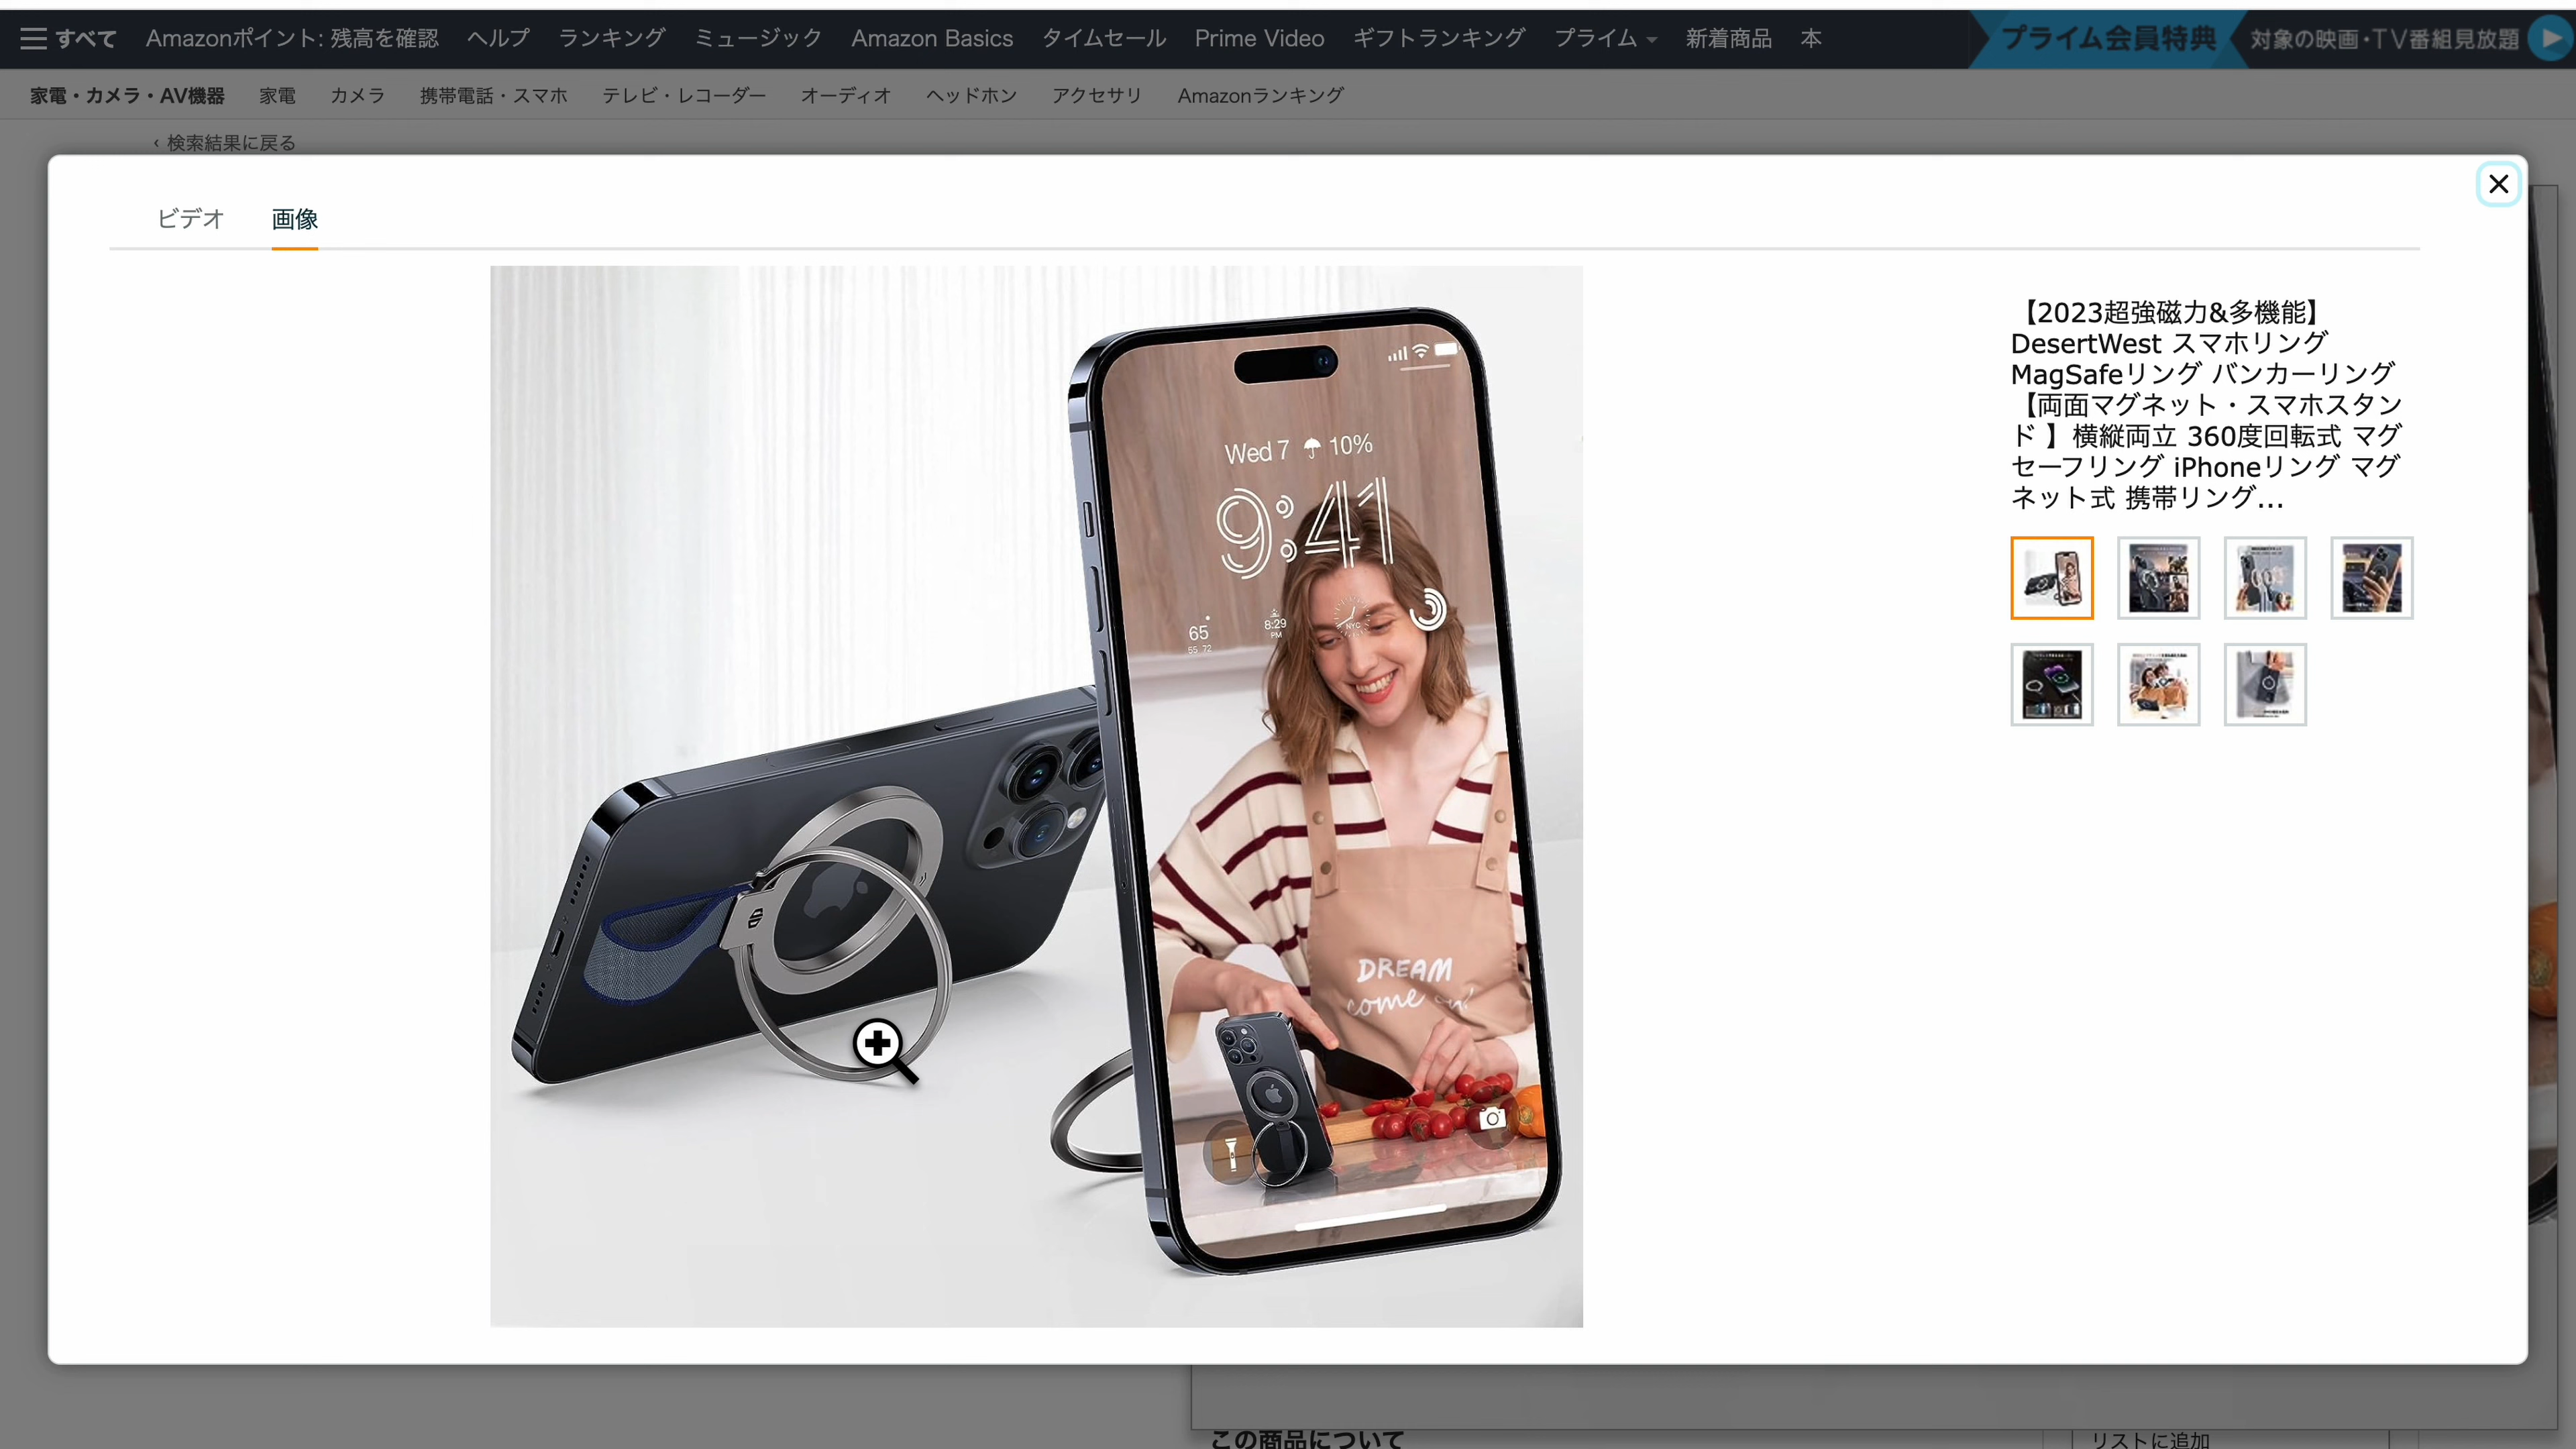 すべて Amazonポイント: 残高を確認 ヘルプ ランキング ミュージック Amazon Basics タイムセール Prime Video ギフトランキング プライム 新着商品 本 プライム会員特典 対象の映画・TV番組見放題
家電・カメラ・AV機器 家電 カメラ 携帯電話・スマホ テレビ・レコーダー オーディオ ヘッドホン アクセサリ Amazonランキング
‹ 検索結果に戻る
ビデオ 画像
【2023超強磁力&多機能】
DesertWest スマホリング
MagSafeリング バンカーリング
【両面マグネット・スマホスタン
ド 】横縦両立 360度回転式 マグ
セーフリング iPhoneリング マグ
ネット式 携帯リング...
Wed 7 10%
9:41
65
55 72
8:29
PM
NYC
DREAM
come
この商品について
リストに追加